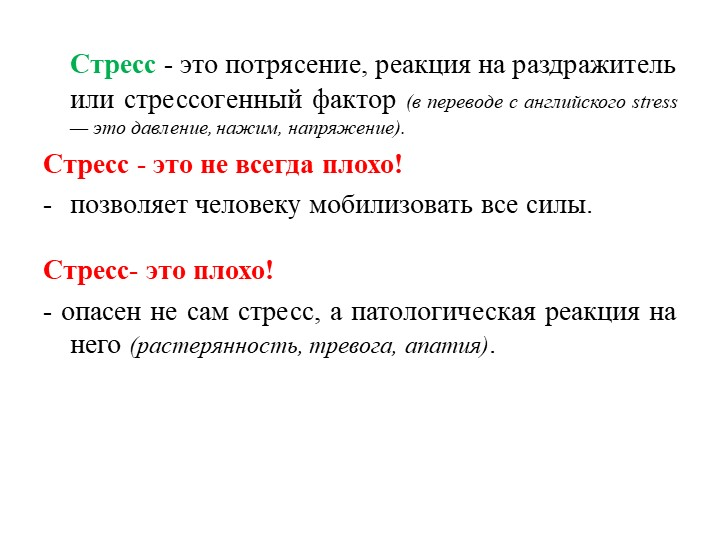 Стресс - это потрясение, реакция на раздражитель
или стрессогенный фактор (в переводе с английского stress
— это давление, нажим, напряжение).
Стресс - это не всегда плохо!
- позволяет человеку мобилизовать все силы.
Стресс- это плохо!
- опасен не сам стресс, а патологическая реакция на
него (растерянность, тревога, апатия).